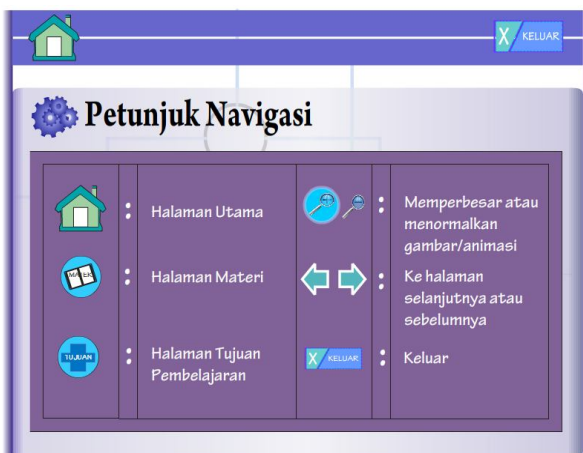 X KELUAR
Petunjuk Navigasi
: Halaman Utama
: Memperbesar atau
menormalkan
gambar/animasi
MATERI : Halaman Materi
: Ke halaman
selanjutnya atau
sebelumnya
TUJUAN : Halaman Tujuan
Pembelajaran
X KELUAR : Keluar